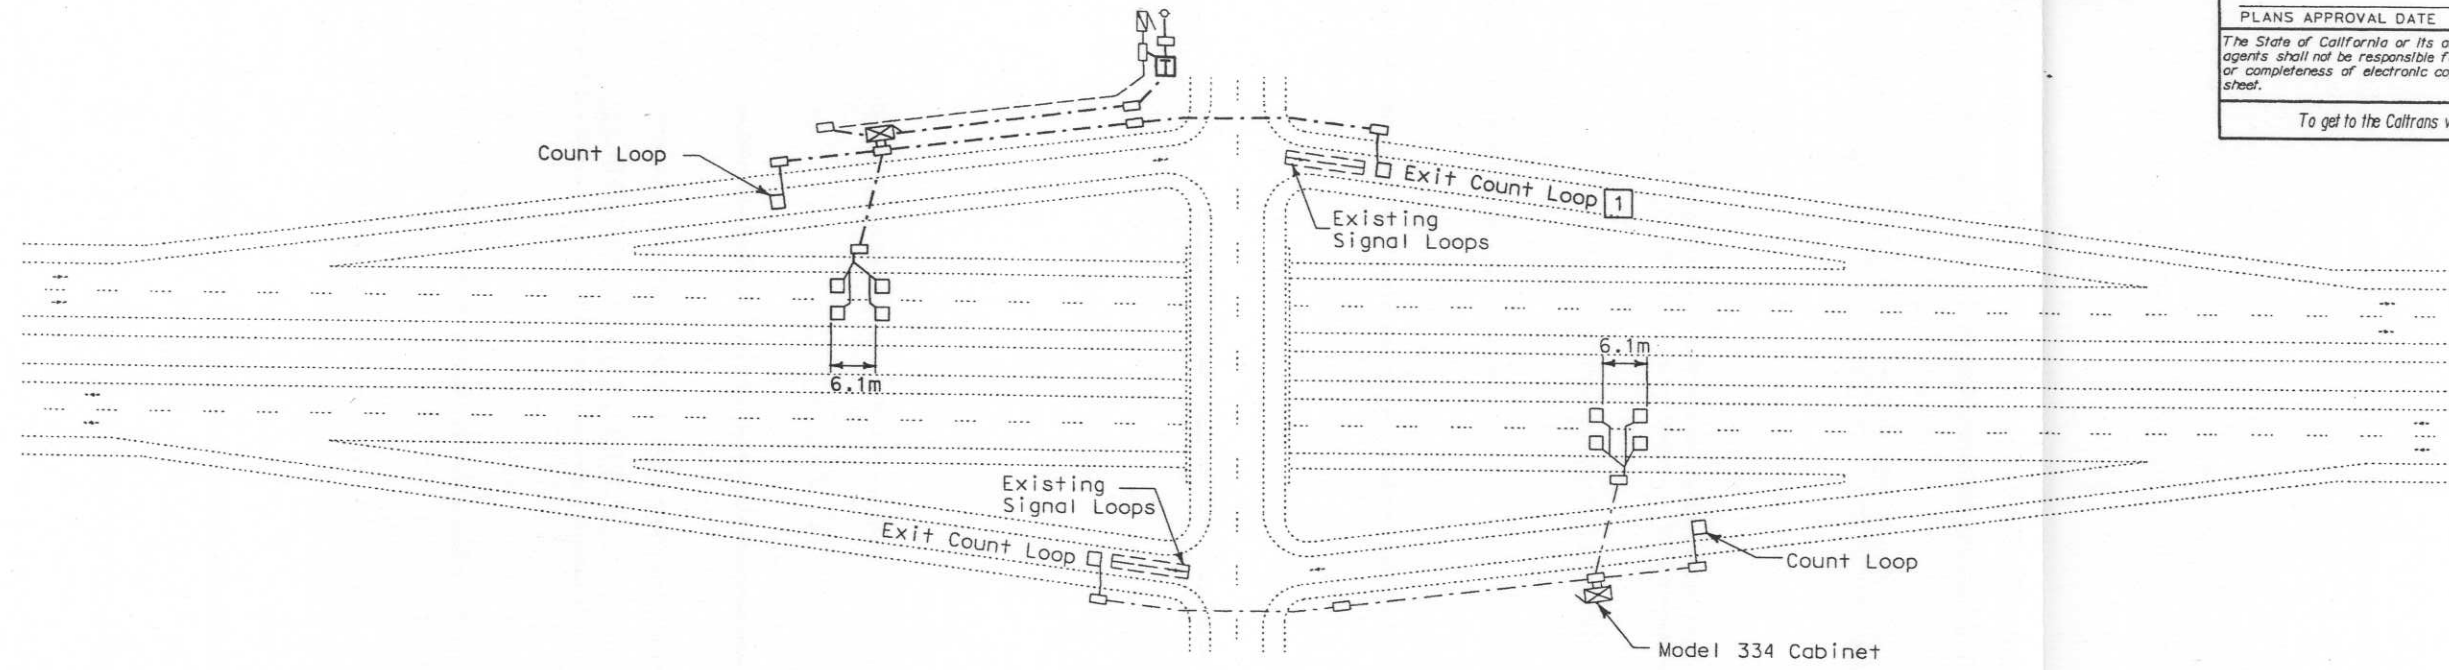 PLANS APPROVAL DATE
The State of California or its o
agents shall not be responsible f
or completeness of electronic co
sheet.
To get to the Caltrans w
T
Count Loop
Exit Count Loop 1
Existing
Signal Loops
6.1m
6.1m
Existing
Signal Loops
Exit Count Loop
Count Loop
Model 334 Cabinet